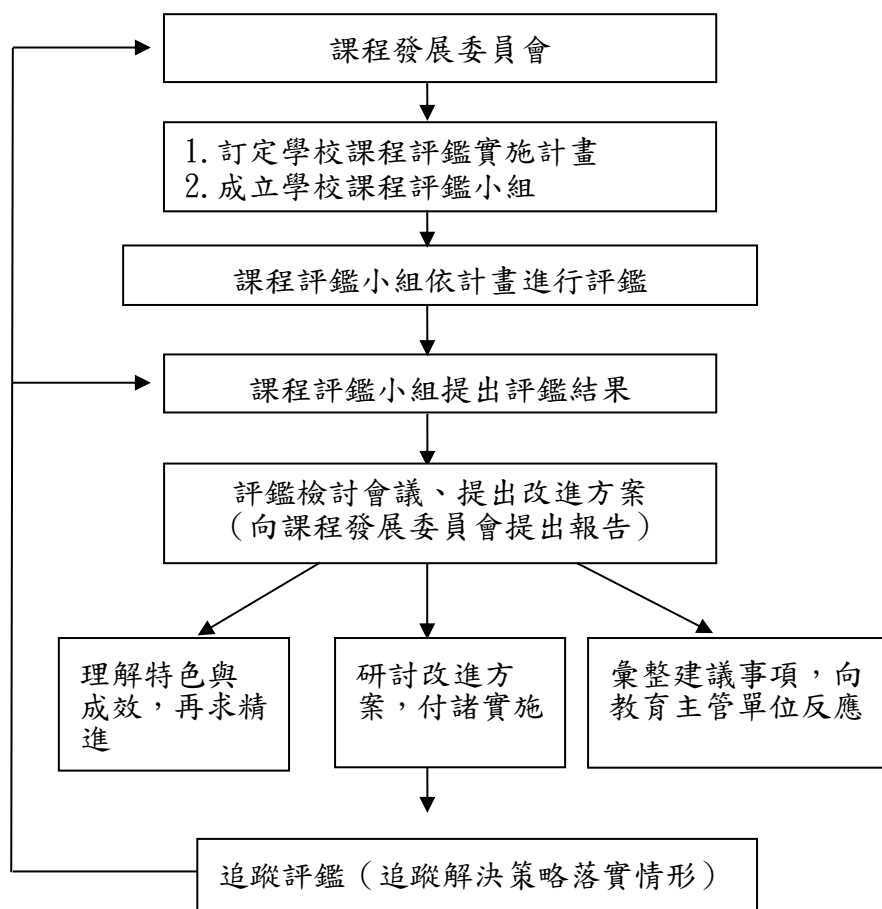 課程發展委員會
1.訂定學校課程評鑑實施計畫
2.成立學校課程評鑑小組
課程評鑑小組依計畫進行評鑑
課程評鑑小組提出評鑑結果
評鑑檢討會議、提出改進方案
（向課程發展委員會提出報告）
理解特色與
成效，再求精
進
研討改進方
案，付諸實施
彙整建議事項，向
教育主管單位反應
追蹤評鑑（追蹤解決策略落實情形）